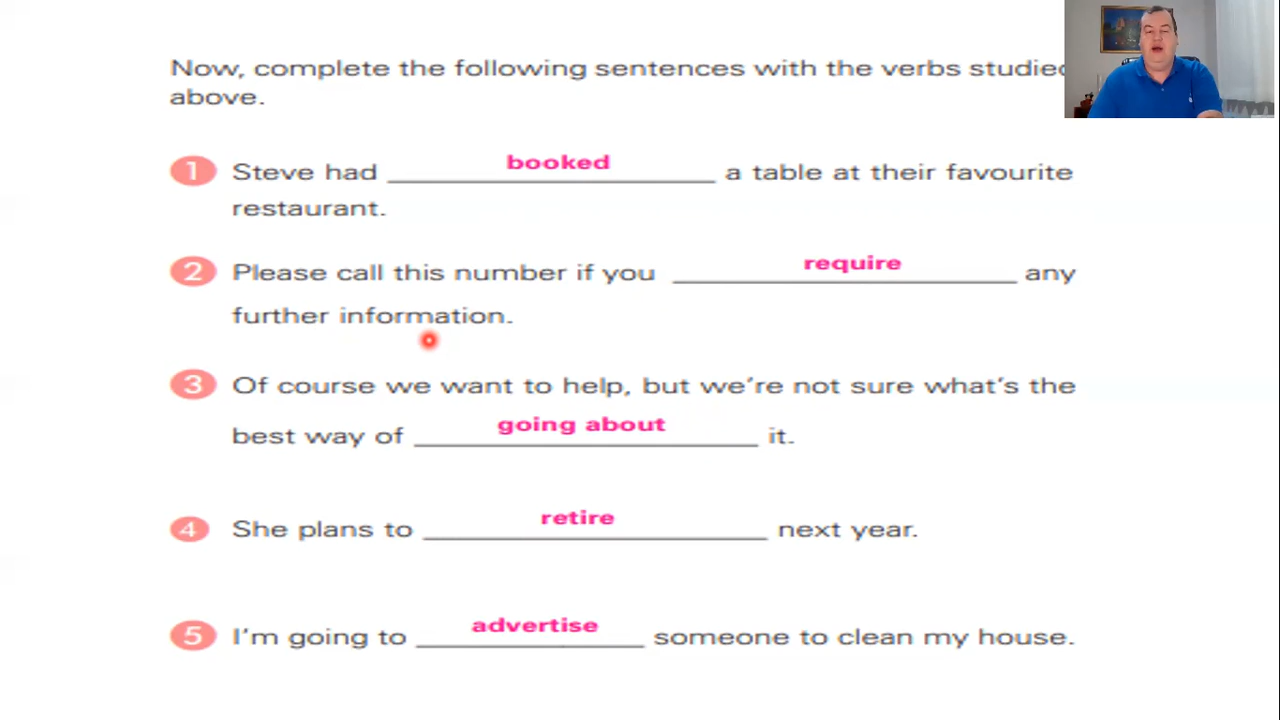 Now, complete the following sentences with the verbs studied
above.
1 Steve had booked a table at their favourite
restaurant.
2 Please call this number if you require any
further information.
3 Of course we want to help, but we're not sure what's the
best way of going about it.
4 She plans to retire next year.
5 I'm going to advertise someone to clean my house.